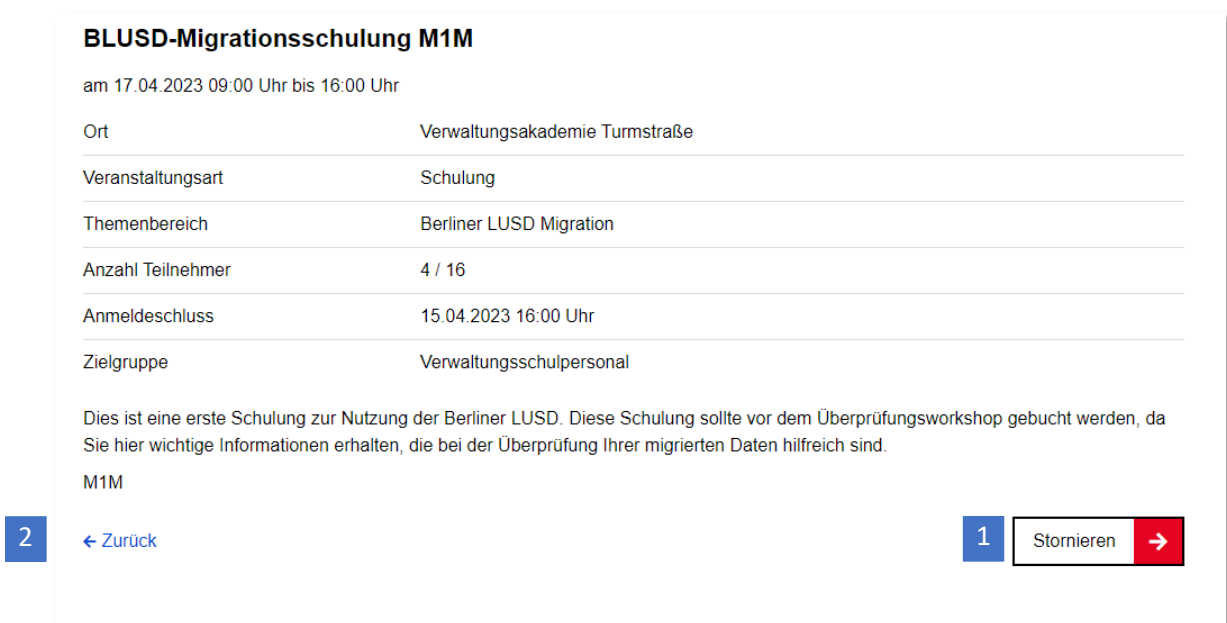 BLUSD-Migrationsschulung M1M
am 17.04.2023 09:00 Uhr bis 16:00 Uhr
Ort Verwaltungsakademie Turmstraße
Veranstaltungsart Schulung
Themenbereich Berliner LUSD Migration
Anzahl Teilnehmer 4 / 16
Anmeldeschluss 15.04.2023 16:00 Uhr
Zielgruppe Verwaltungsschulpersonal
Dies ist eine erste Schulung zur Nutzung der Berliner LUSD. Diese Schulung sollte vor dem Überprüfungsworkshop gebucht werden, da
Sie hier wichtige Informationen erhalten, die bei der Überprüfung Ihrer migrierten Daten hilfreich sind.
M1M
2 ← Zurück 1 Stornieren →